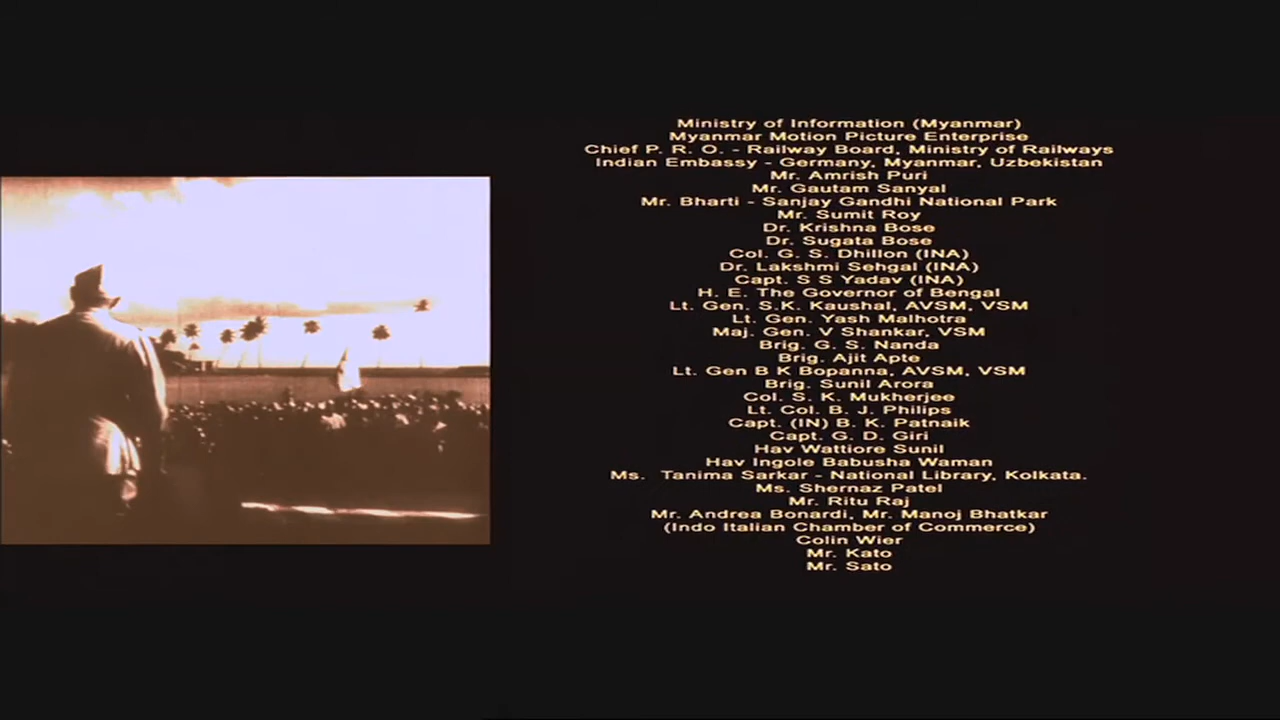 Ministry of Information (Myanmar)
Myanmar Motion Picture Enterprise
Chief P. R. O. - Railway Board, Ministry of Railways
Indian Embassy - Germany, Myanmar, Uzbekistan
Mr. Amrish Puri
Mr. Gautam Sanyal
Mr. Bharti - Sanjay Gandhi National Park
Mr. Sumit Roy
Dr. Krishna Bose
Dr. Sugata Bose
Col. G. S. Dhillon (INA)
Dr. Lakshmi Sehgal (INA)
Capt. S S Yadav (INA)
H. E. The Governor of Bengal
Lt. Gen. S.K. Kaushal, AVSM, VSM
Lt. Gen. Yash Malhotra
Maj. Gen. V Shankar, VSM
Brig. G. S. Nanda
Brig. Ajit Apte
Lt. Gen B K Bopanna, AVSM, VSM
Brig. Sunil Arora
Col. S. K. Mukherjee
Lt. Col. B. J. Philips
Capt. (IN) B. K. Patnaik
Capt. G. D. Giri
Hav Wattiore Sunil
Hav Ingole Babusha Waman
Ms. Tanima Sarkar - National Library, Kolkata.
Ms. Shernaz Patel
Mr. Ritu Raj
Mr. Andrea Bonardi, Mr. Manoj Bhatkar
(Indo Italian Chamber of Commerce)
Colin Wier
Mr. Kato
Mr. Sato